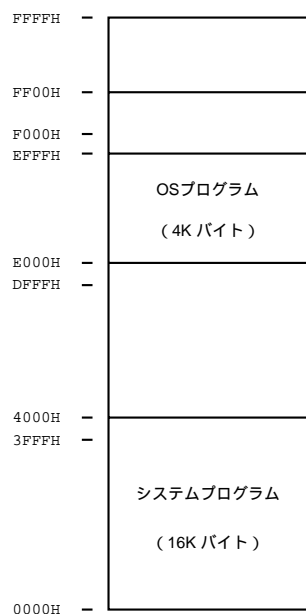 FFFFH
FF00H
F000H
EFFFH
OSプログラム
（4K バイト）
E000H
DFFFH
4000H
3FFFH
システムプログラム
（16K バイト）
0000H